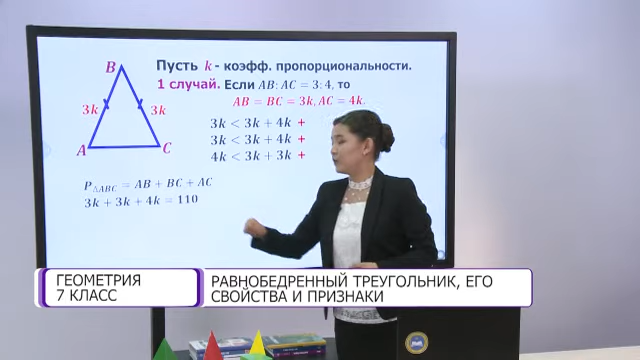 Пусть k - коэфф. пропорциональности.
1 случай. Если AB: AC = 3: 4, то
AB = BC = 3k, AC = 4k.
B
3k 3k
A C
3k < 3k + 4k +
3k < 3k + 4k +
4k < 3k + 3k +
P△ABC = AB + BC + AC
3k + 3k + 4k = 110
ГЕОМЕТРИЯ
7 КЛАСС
РАВНОБЕДРЕННЫЙ ТРЕУГОЛЬНИК, ЕГО
СВОЙСТВА И ПРИЗНАКИ